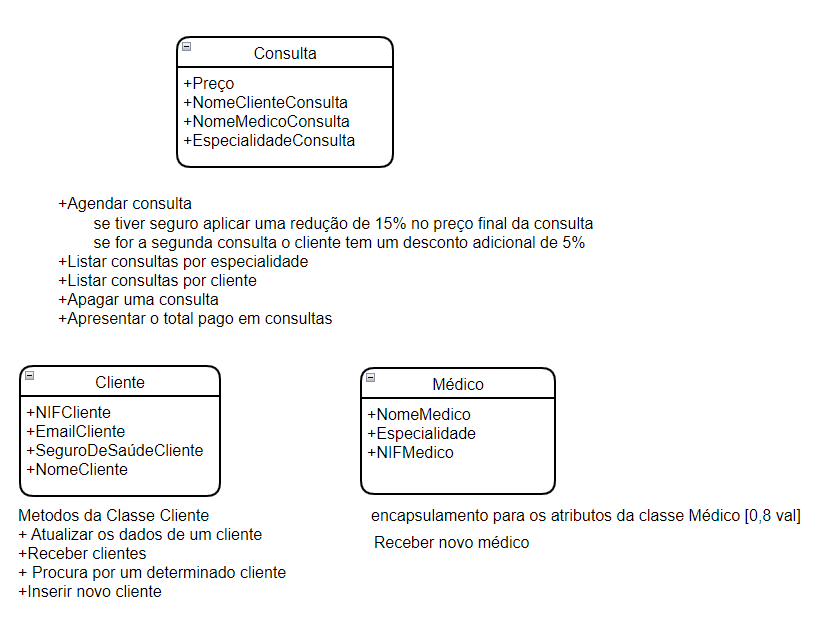 Consulta
+Preço
+NomeClienteConsulta
+NomeMedicoConsulta
+EspecialidadeConsulta
+Agendar consulta
se tiver seguro aplicar uma redução de 15% no preço final da consulta
se for a segunda consulta o cliente tem um desconto adicional de 5%
+Listar consultas por especialidade
+Listar consultas por cliente
+Apagar uma consulta
+Apresentar o total pago em consultas
Cliente
+NIFCliente
+EmailCliente
+SeguroDeSaúdeCliente
+NomeCliente
Metodos da Classe Cliente
+ Atualizar os dados de um cliente
+Receber clientes
+ Procura por um determinado cliente
+Inserir novo cliente
Médico
+NomeMedico
+Especialidade
+NIFMedico
encapsulamento para os atributos da classe Médico [0,8 val]
Receber novo médico